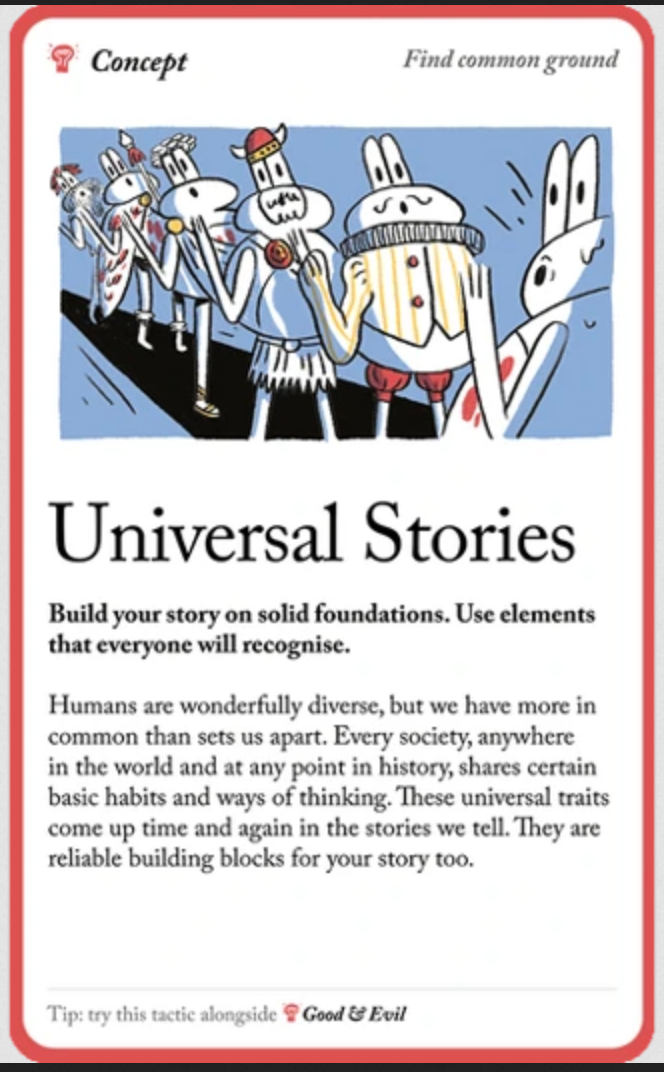 Concept
Find common ground
Universal Stories
Build your story on solid foundations. Use elements
that everyone will recognise.
Humans are wonderfully diverse, but we have more in
common than sets us apart. Every society, anywhere
in the world and at any point in history, shares certain
basic habits and ways of thinking. These universal traits
come up time and again in the stories we tell. They are
reliable building blocks for your story too.
Tip: try this tactic alongside Good & Evil